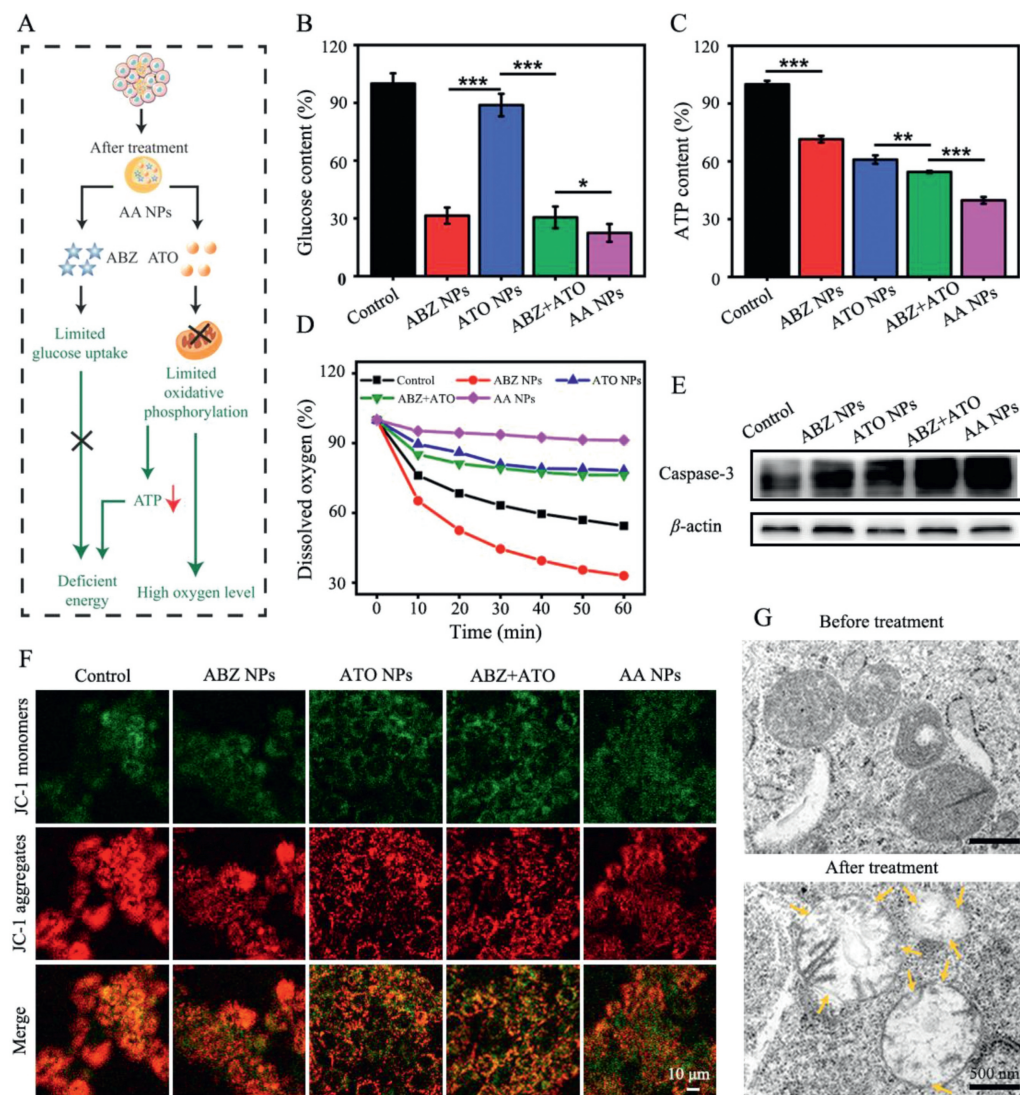 A
After treatment
AA NPs
ABZ ATO
Limited
glucose uptake
Limited
oxidative
phosphorylation
ATP
Deficient
energy
High oxygen level
B
Glucose content (%)
120
90
60
30
0
***
***
*
Control
ABZ NPs
ATO NPs
ABZ+ATO
AA NPs
C
ATP content (%)
120
90
60
30
0
***
**
***
Control
ABZ NPs
ATO NPs
ABZ+ATO
AA NPs
D
Dissolved oxygen (%)
120
90
60
30
Control ABZ NPs ATO NPs
ABZ+ATO AA NPs
0 10 20 30 40 50 60
Time (min)
E
Control ABZ NPs ATO NPs ABZ+ATO AA NPs
Caspase-3
β-actin
F
Control ABZ NPs ATO NPs ABZ+ATO AA NPs
JC-1 monomers
JC-1 aggregates
Merge
10 μm
G
Before treatment
After treatment
500 nm